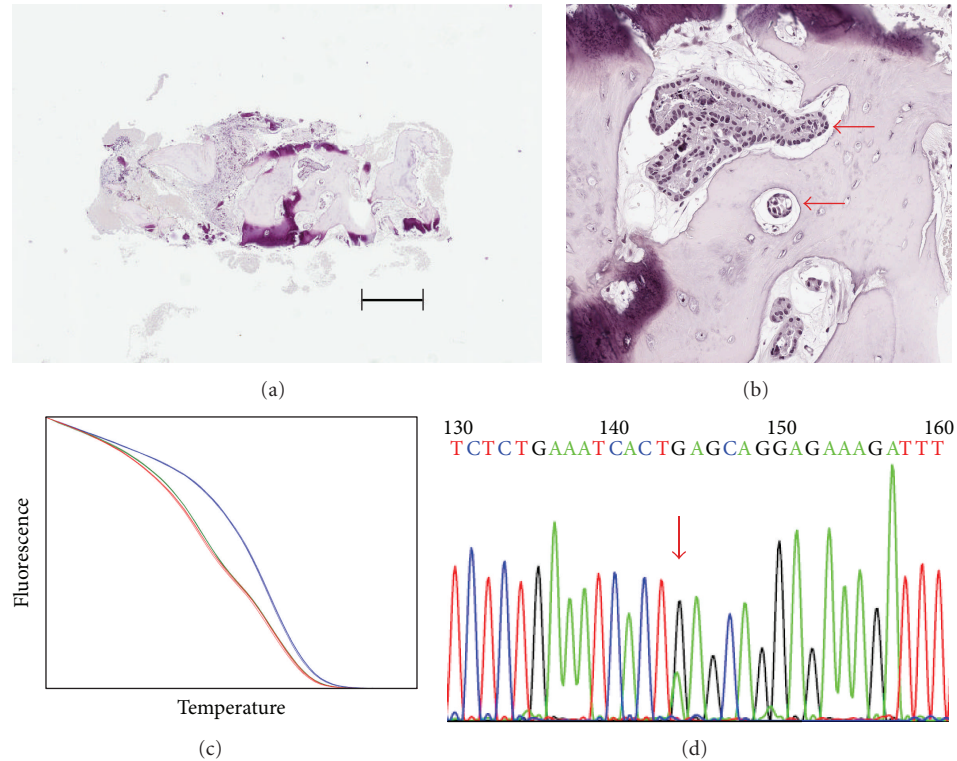 (a)
(b)
Fluorescence
Temperature
(c)
130 140 150 160
TCTCTGAAATCACTGAGCAGGAGAAAGATTT
(d)